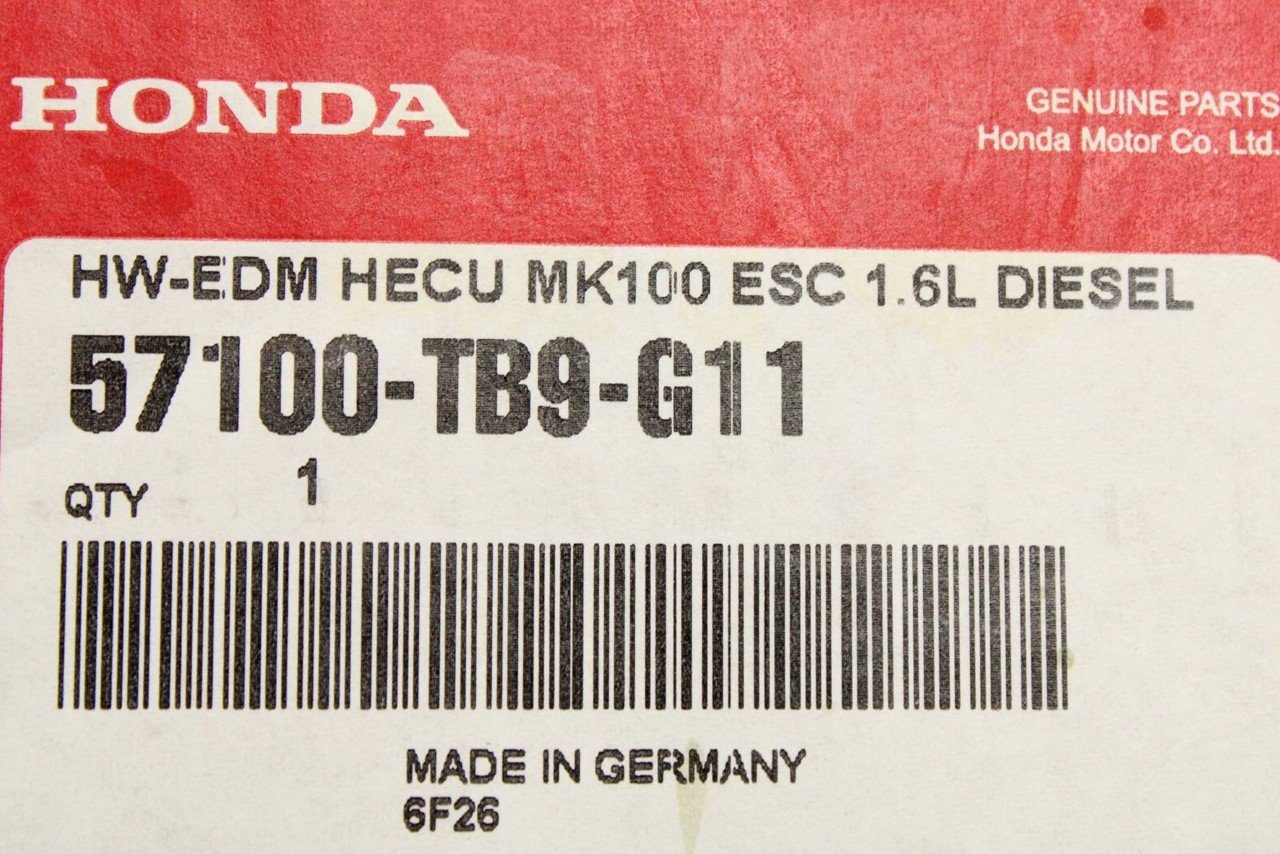 HONDA
GENUINE PARTS
Honda Motor Co. Ltd.
HW-EDM HECU MK100 ESC 1.6L DIESEL
57100-TB9-G11
QTY 1
MADE IN GERMANY
6F26